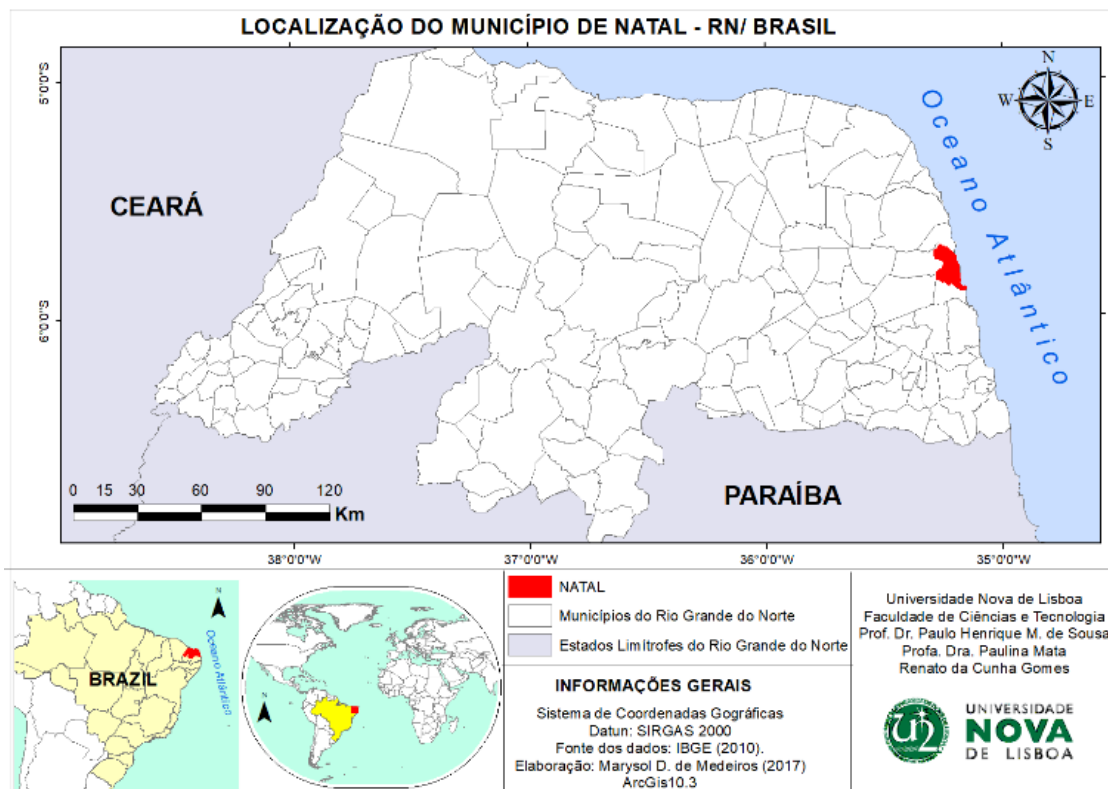 LOCALIZAÇÃO DO MUNICÍPIO DE NATAL - RN/ BRASIL
5°0'0"S
6°0'0"S
N
W
E
S
Oceano Atlântico
CEARÁ
PARAÍBA
0 15 30 60 90 120
Km
38°0'0"W 37°0'0"W 36°0'0"W 35°0'0"W
N
Oceano Atlântico
BRAZIL
N
NATAL
Municípios do Rio Grande do Norte
Estados Limítrofes do Rio Grande do Norte
INFORMAÇÕES GERAIS
Sistema de Coordenadas Gográficas
Datun: SIRGAS 2000
Fonte dos dados: IBGE (2010).
Elaboração: Marysol D. de Medeiros (2017)
ArcGis10.3
Universidade Nova de Lisboa
Faculdade de Ciências e Tecnologia
Prof. Dr. Paulo Henrique M. de Sousa
Profa. Dra. Paulina Mata
Renato da Cunha Gomes
UNIVERSIDADE
NOVA
DE LISBOA